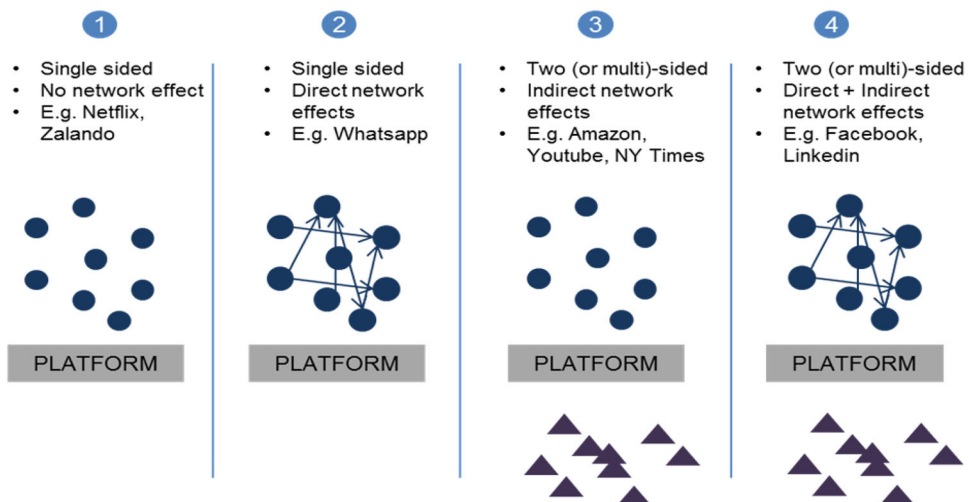 1
• Single sided
• No network effect
• E.g. Netflix,
Zalando
PLATFORM
2
• Single sided
• Direct network
effects
• E.g. Whatsapp
PLATFORM
3
• Two (or multi)-sided
• Indirect network
effects
• E.g. Amazon,
Youtube, NY Times
PLATFORM
4
• Two (or multi)-sided
• Direct + Indirect
network effects
• E.g. Facebook,
Linkedin
PLATFORM